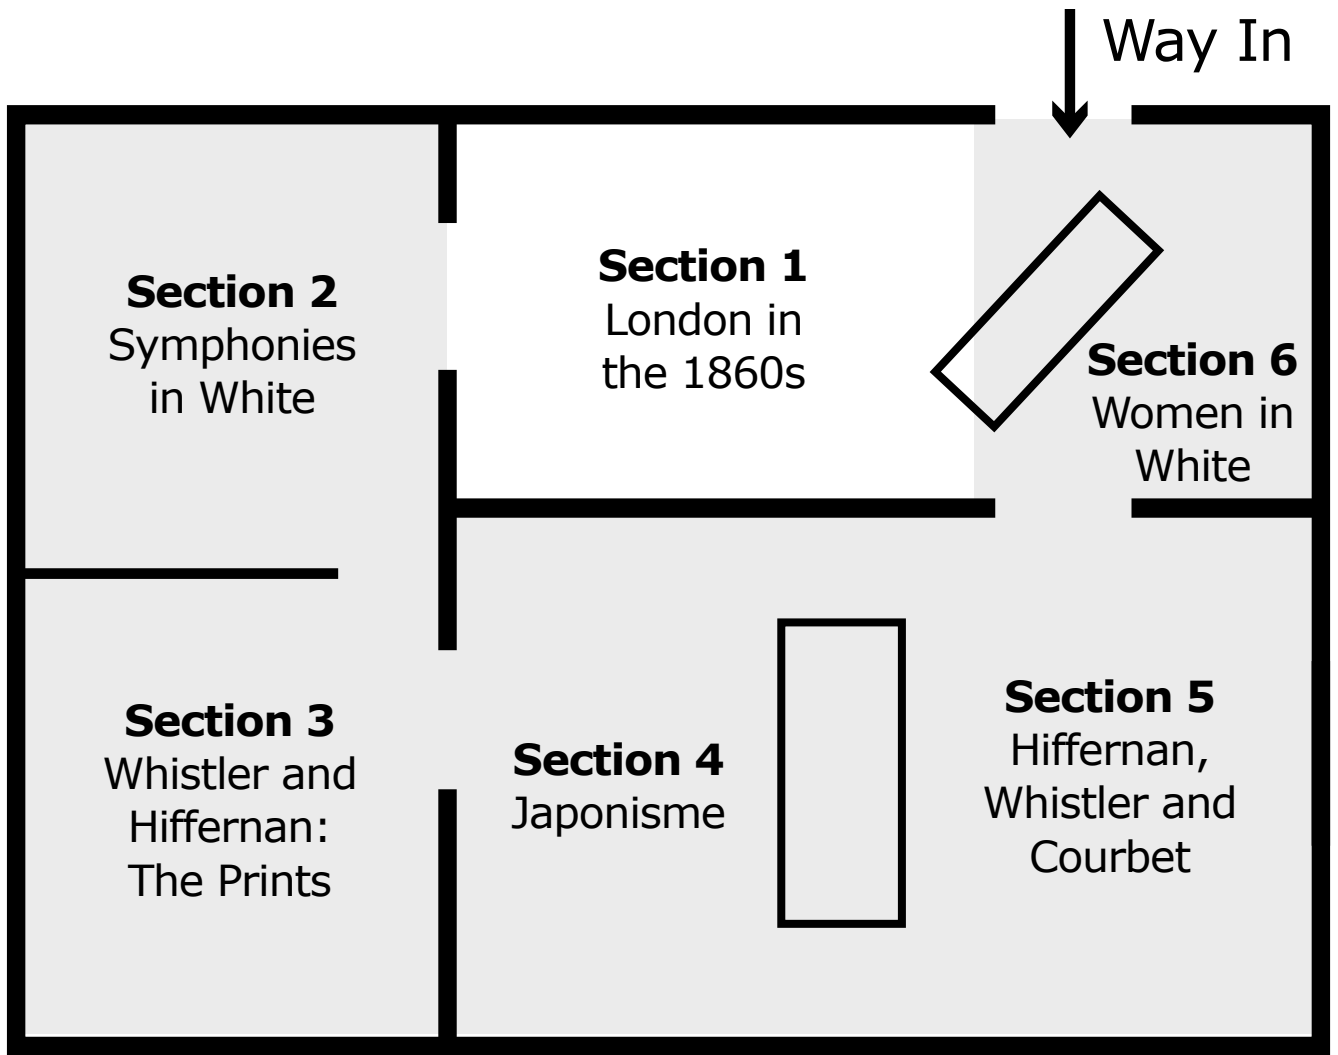 Way In
Section 1
London in
the 1860s
Section 2
Symphonies
in White
Section 3
Whistler and
Hiffernan:
The Prints
Section 4
Japonisme
Section 5
Hiffernan,
Whistler and
Courbet
Section 6
Women in
White